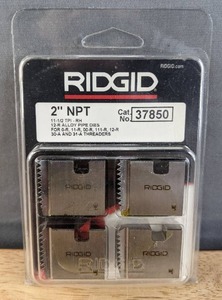 RIDGID
RIDGID.com
2" NPT
Cat. No. 37850
11-1/2 TPI - RH
12-R ALLOY PIPE DIES
FOR 0-R, 11-R, 00-R, 111-R, 12-R
30-A AND 31-A THREADERS
RIDGID
RIDGID
RIDGID
RIDGID